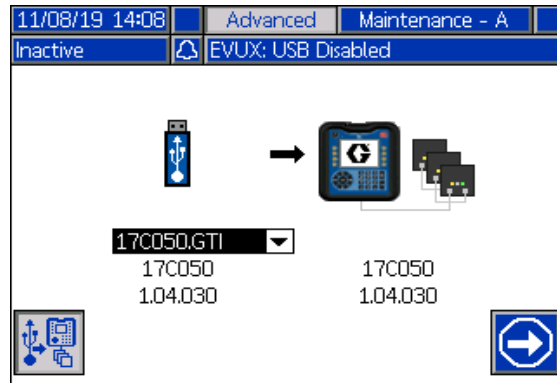 11/08/19 14:08 Advanced Maintenance - A
Inactive EVUX: USB Disabled
G
17C050.GTI
17C050 17C050
1.04.030 1.04.030